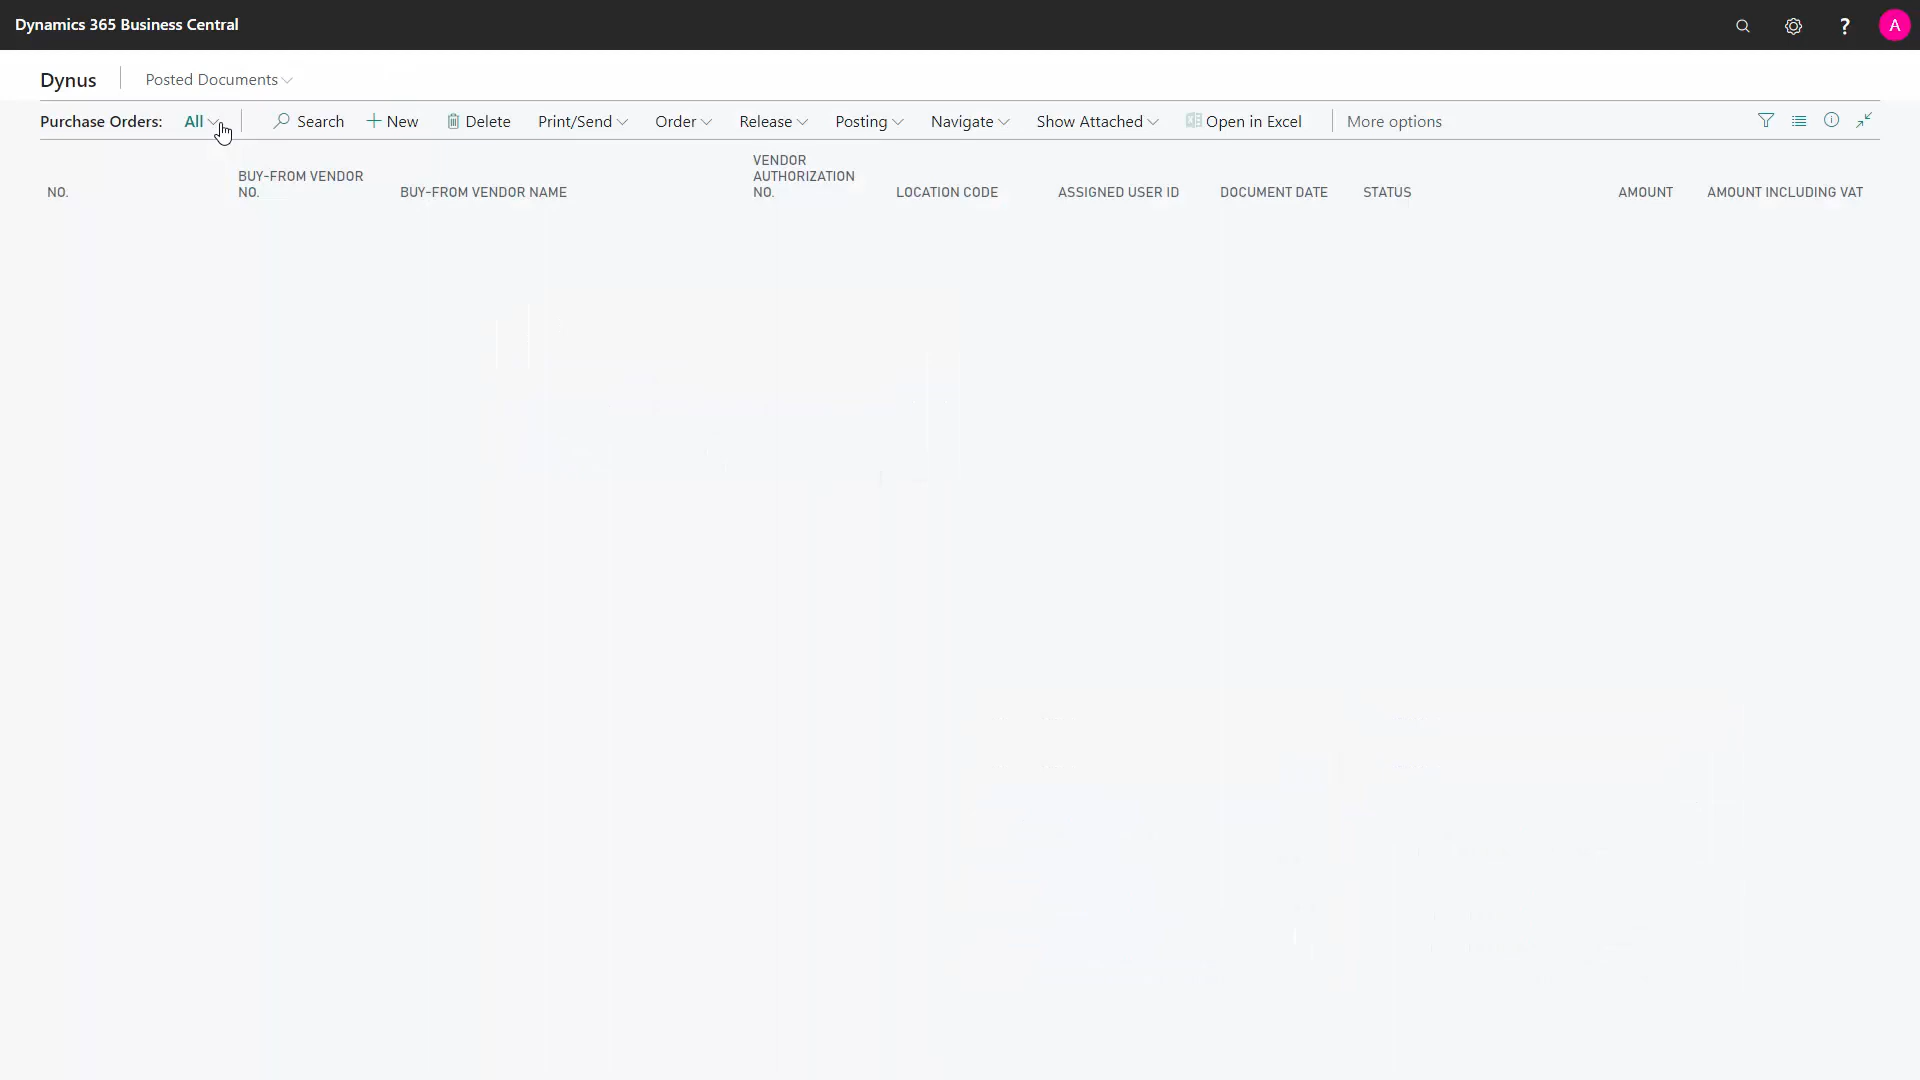 Dynamics 365 Business Central
?
A
Dynus
Posted Documents
Purchase Orders: All Search New Delete Print/Send Order Release Posting Navigate Show Attached Open in Excel More options
NO.
BUY-FROM VENDOR
NO.
BUY-FROM VENDOR NAME
VENDOR
AUTHORIZATION
NO.
LOCATION CODE
ASSIGNED USER ID
DOCUMENT DATE
STATUS
AMOUNT
AMOUNT INCLUDING VAT